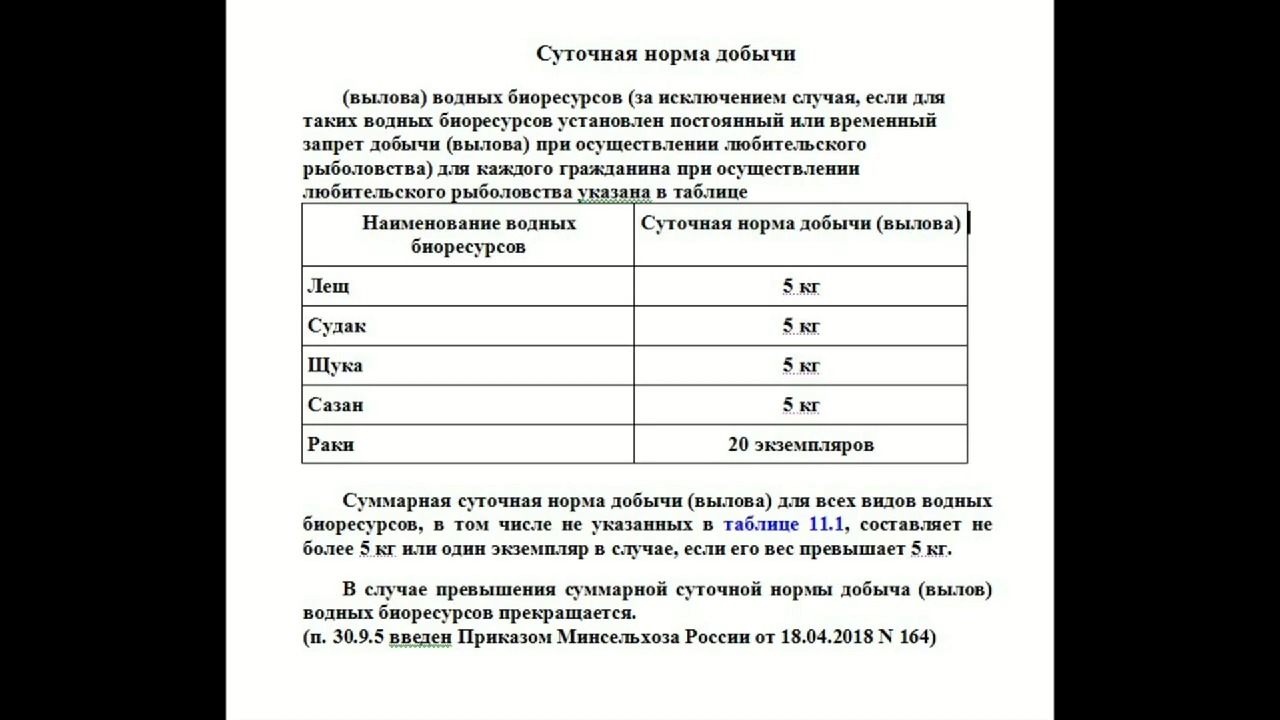 Суточная норма добычи
(вылова) водных биоресурсов (за исключением случая, если для
таких водных биоресурсов установлен постоянный или временный
запрет добычи (вылова) при осуществлении любительского
рыболовства) для каждого гражданина при осуществлении
любительского рыболовства указана в таблице
Наименование водных
биоресурсов
Суточная норма добычи (вылова)
Лещ
5 кг
Судак
5 кг
Щука
5 кг
Сазан
5 кг
Раки
20 экземпляров
Суммарная суточная норма добычи (вылова) для всех видов водных
биоресурсов, в том числе не указанных в таблице 11.1, составляет не
более 5 кг или один экземпляр в случае, если его вес превышает 5 кг.
В случае превышения суммарной суточной нормы добыча (вылов)
водных биоресурсов прекращается.
(п. 30.9.5 введен Приказом Минсельхоза России от 18.04.2018 N 164)